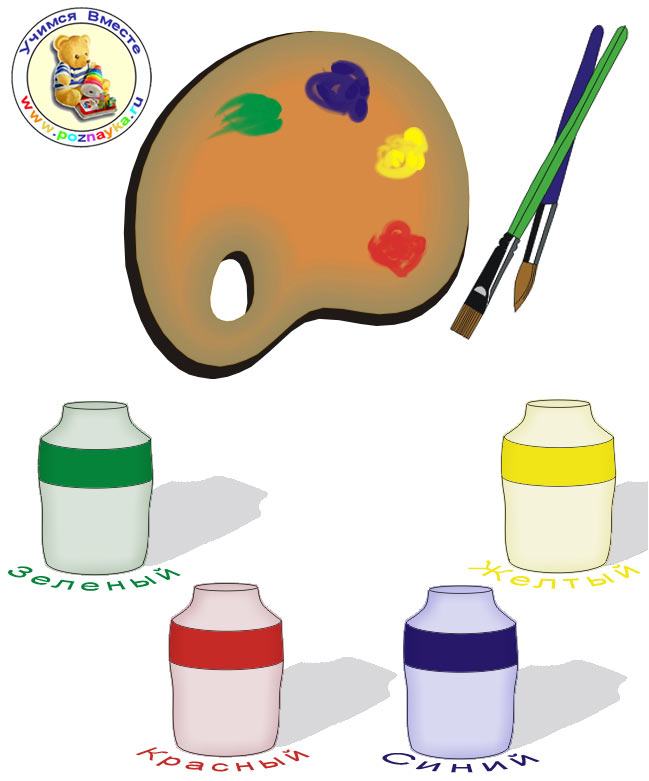 Учимся Вместе
www.poznayka.ru
Зеленый
Желтый
Красный
Синий